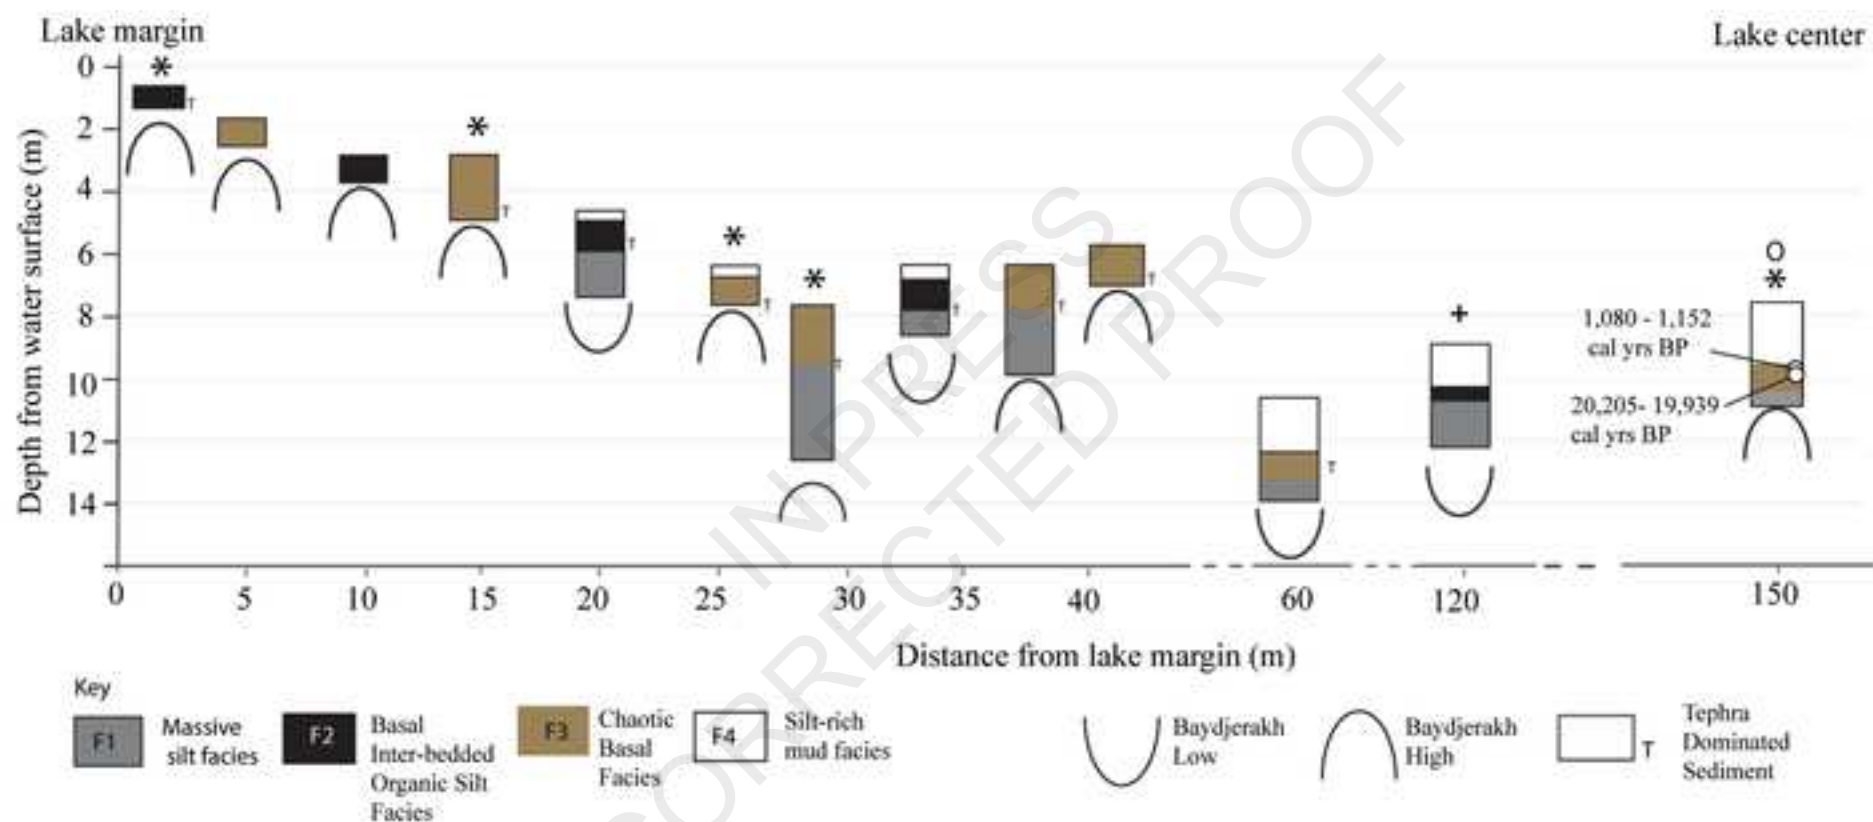 Lake margin
Lake center
0
*
T
2
*
4
T
6
T
*
T
*
T
T
T
T
O
*
8
+
1,080 - 1,152
cal yrs BP
10
20,205- 19,939
cal yrs BP
12
T
14
Depth from water surface (m)
0 5 10 15 20 25 30 35 40 60 120 150
Distance from lake margin (m)
IN PRESS
CORRECTED PROOF
Key
F1
Massive
silt facies
F2
Basal
Inter-bedded
Organic Silt
Facies
F3
Chaotic
Basal
Facies
F4
Silt-rich
mud facies
Baydjerakh
Low
Baydjerakh
High
T
Tephra
Dominated
Sediment